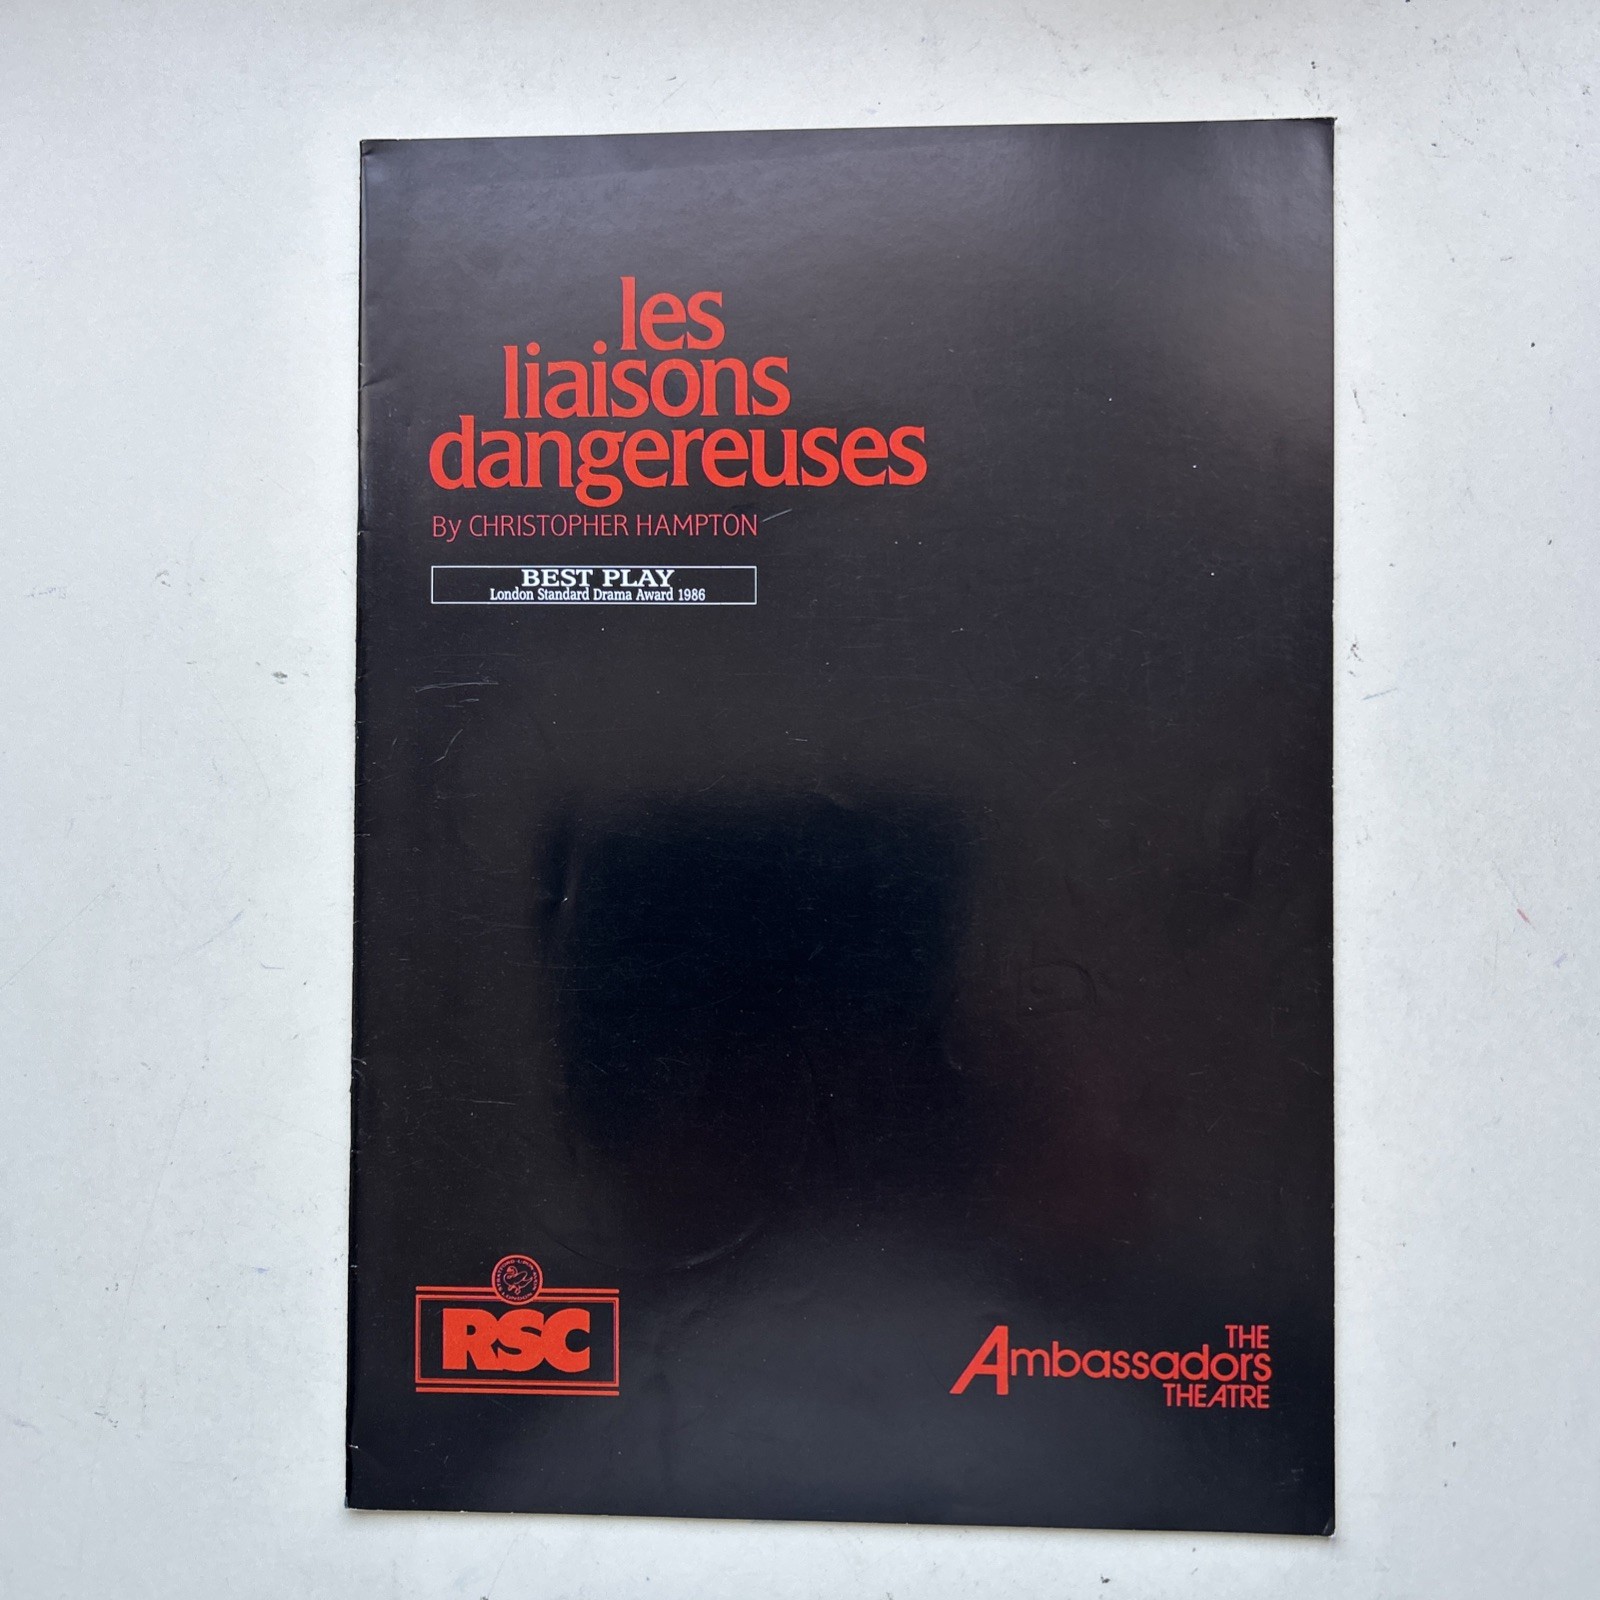 les
liaisons
dangereuses
By CHRISTOPHER HAMPTON
BEST PLAY
London Standard Drama Award 1986
RSC
THE
Ambassadors
THEATRE